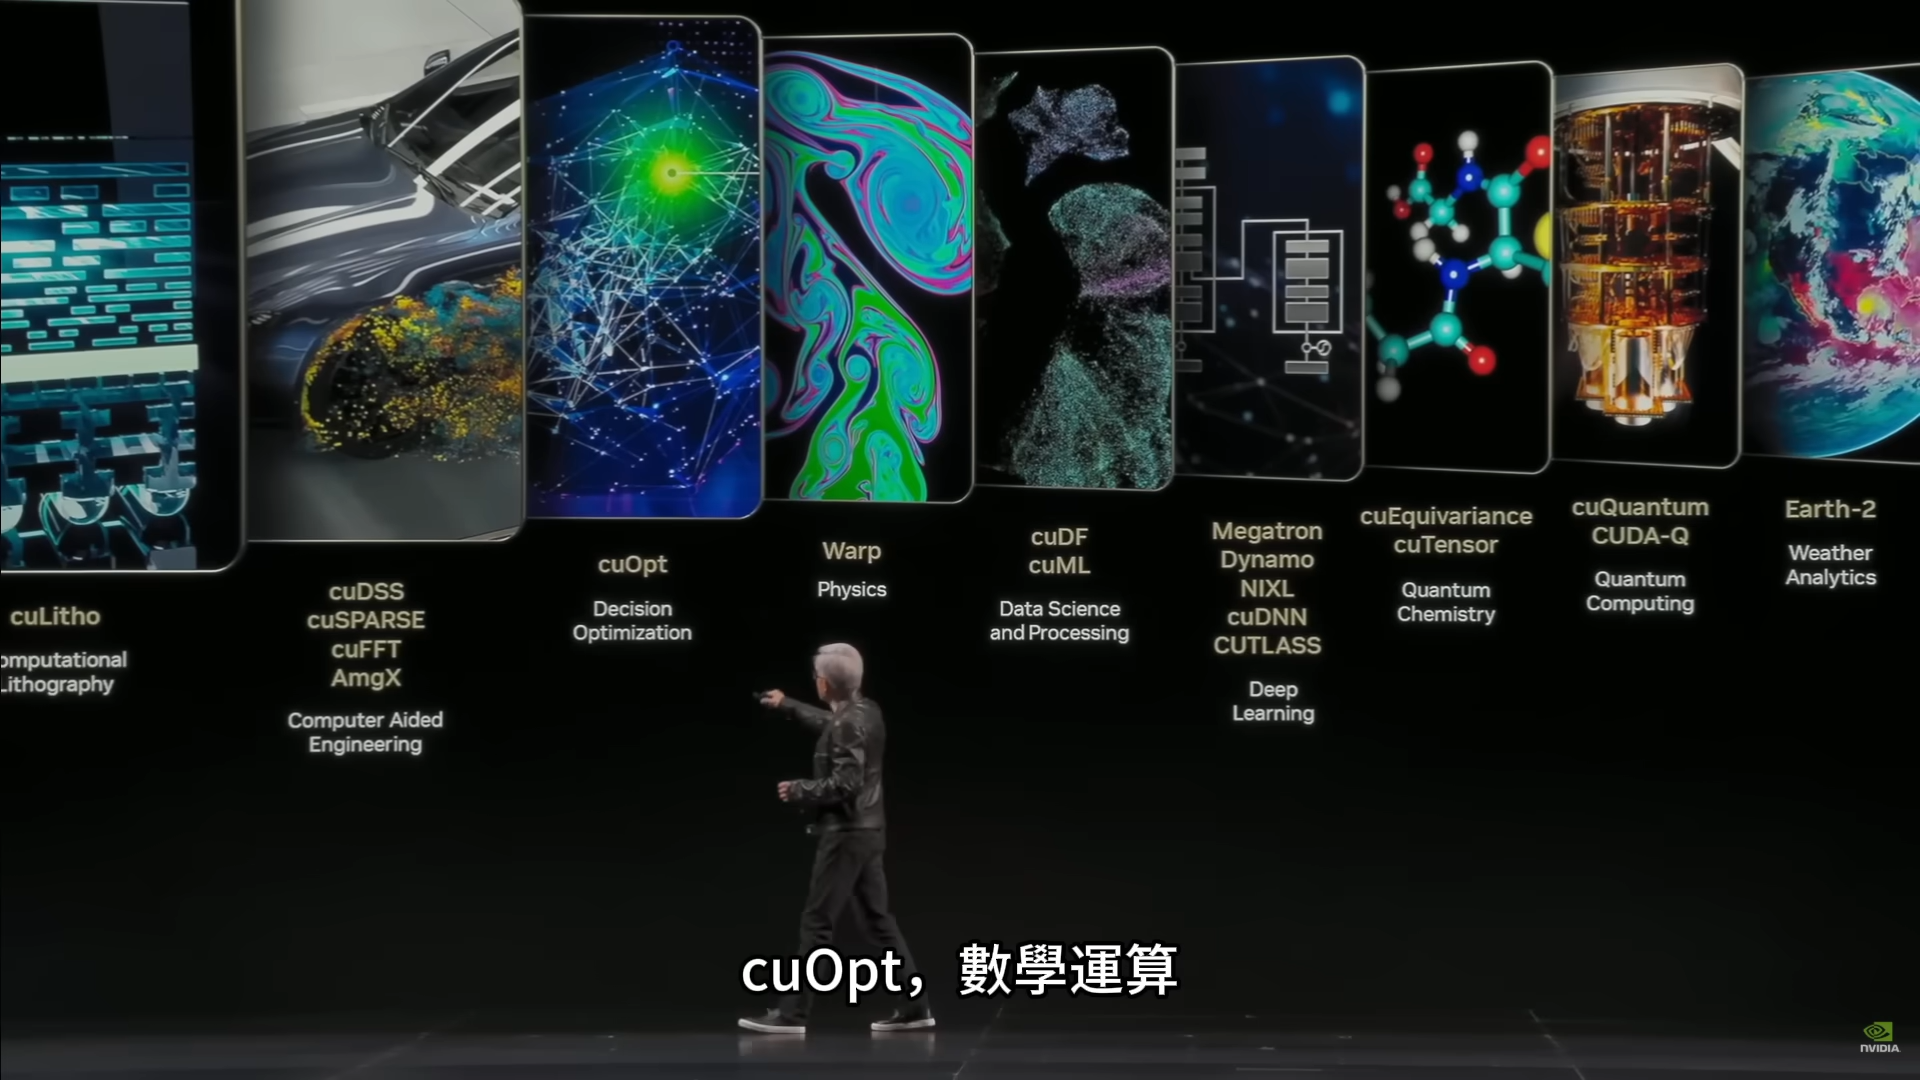 cuLitho
omputational
Lithography
cuDSS
cuSPARSE
cuFFT
AmgX
Computer Aided
Engineering
cuOpt
Decision
Optimization
Warp
Physics
cuDF
cuML
Data Science
and Processing
Megatron
Dynamo
NIXL
cuDNN
CUTLASS
Deep
Learning
cuEquivariance
cuTensor
Quantum
Chemistry
cuQuantum
CUDA-Q
Quantum
Computing
Earth-2
Weather
Analytics
cuOpt，數學運算
NVIDIA